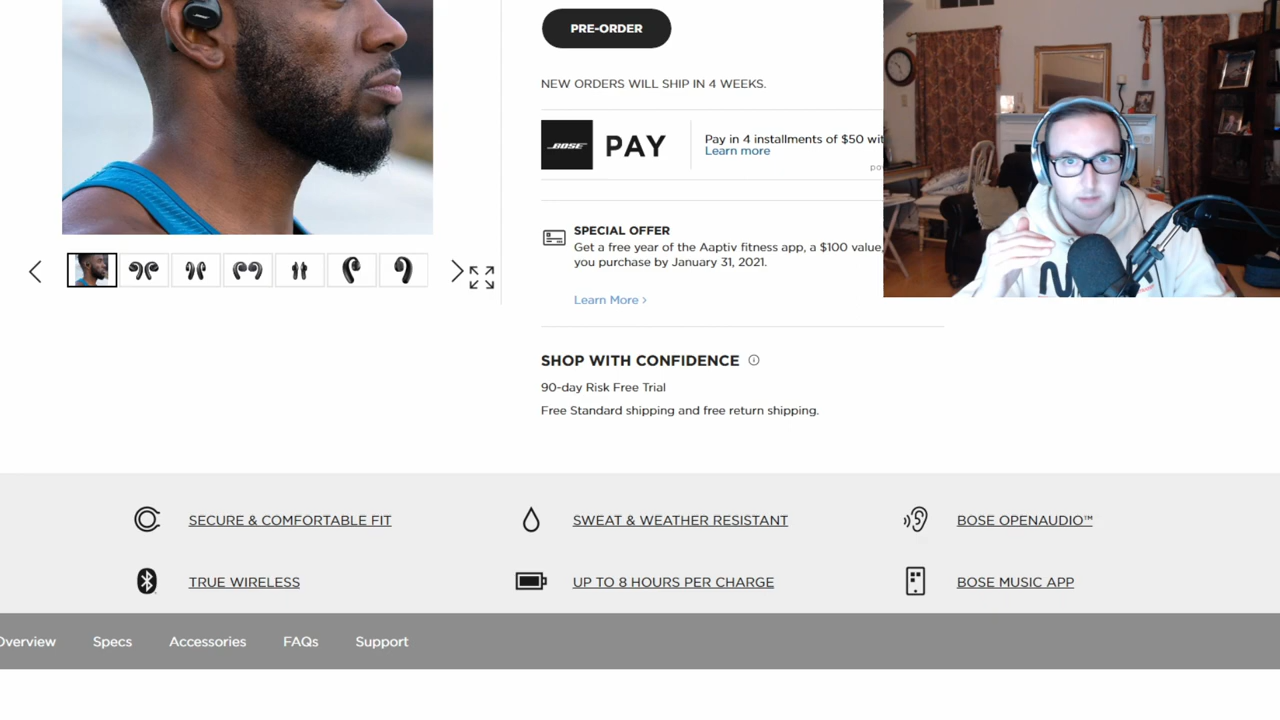 PRE-ORDER
NEW ORDERS WILL SHIP IN 4 WEEKS.
BOSE
PAY
Pay in 4 installments of $50
Learn more
SPECIAL OFFER
Get a free year of the Aaptiv fitness app, a $100 value,
you purchase by January 31, 2021.
Learn More >
SHOP WITH CONFIDENCE
90-day Risk Free Trial
Free Standard shipping and free return shipping.
SECURE & COMFORTABLE FIT
SWEAT & WEATHER RESISTANT
BOSE OPENAUDIO™
TRUE WIRELESS
UP TO 8 HOURS PER CHARGE
BOSE MUSIC APP
Overview
Specs
Accessories
FAQs
Support